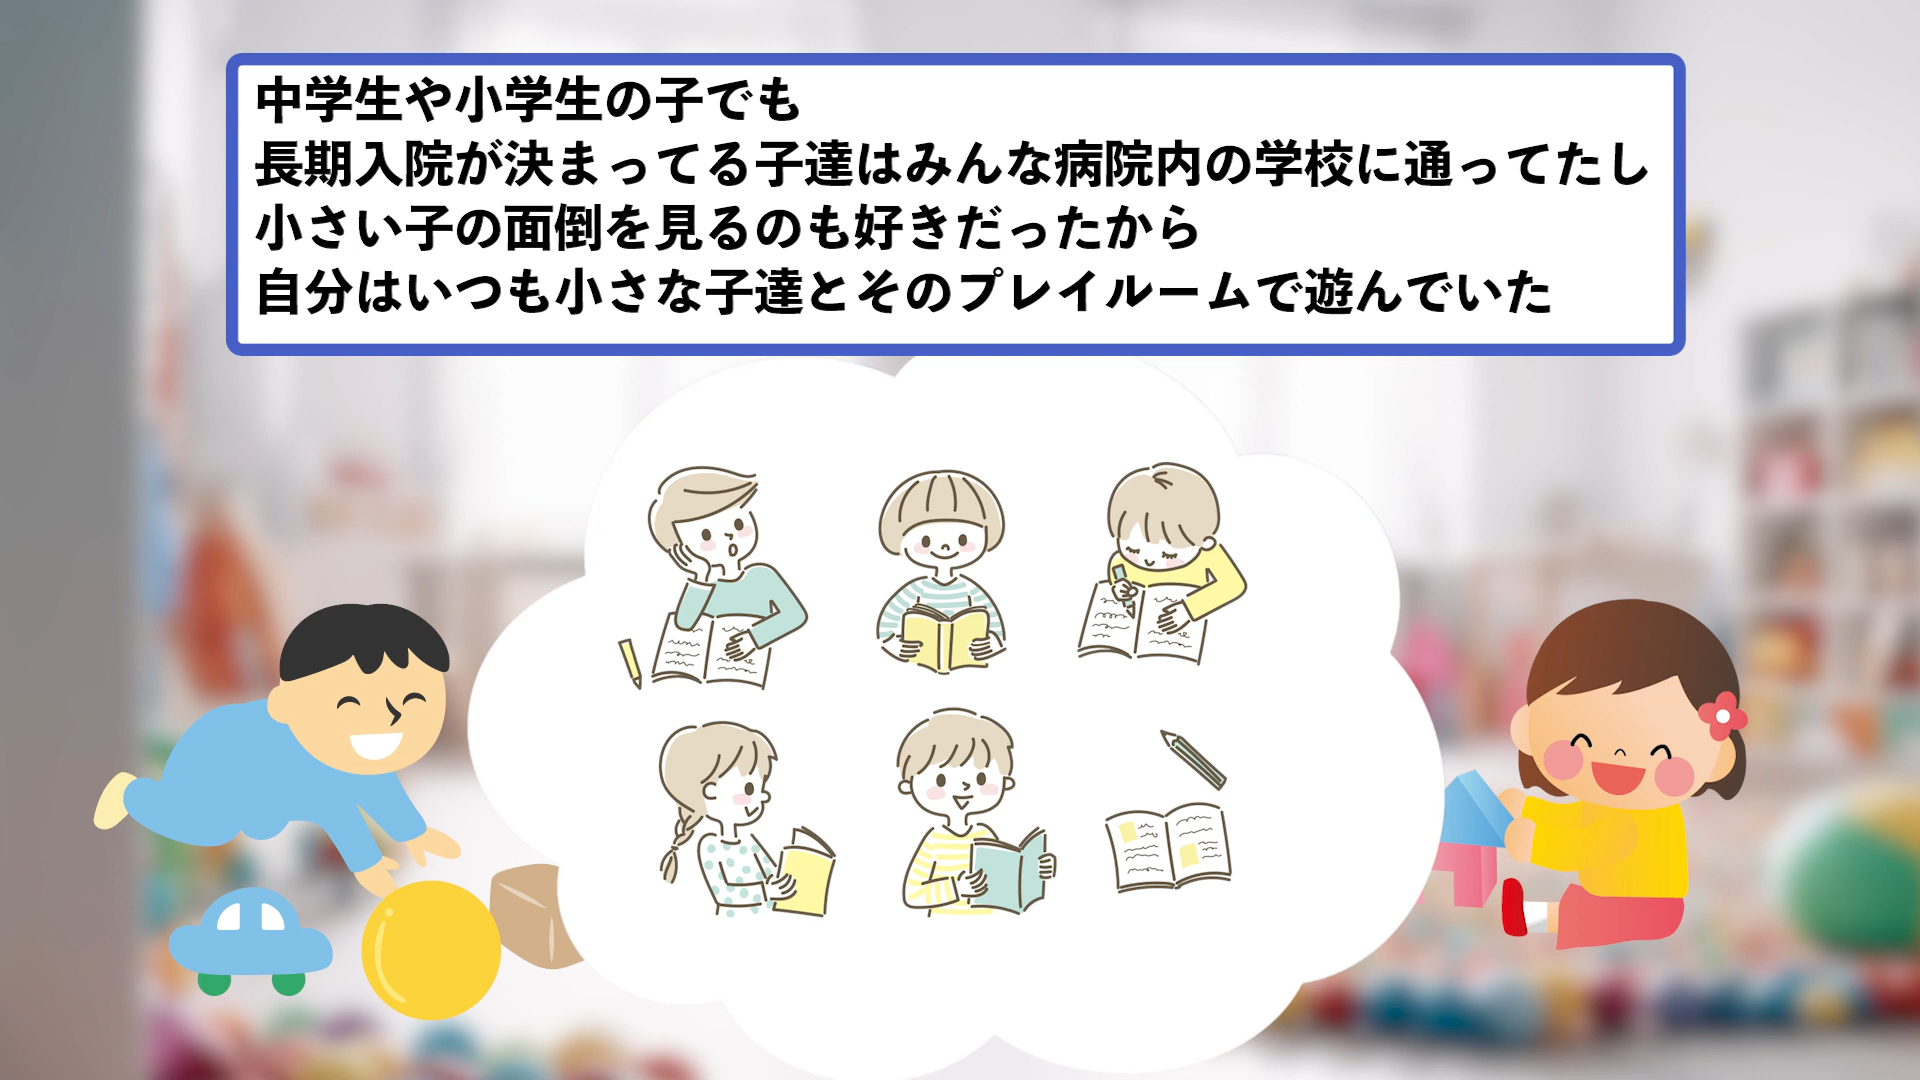 中学生や小学生の子でも
長期入院が決まってる子達はみんな病院内の学校に通ってたし
小さい子の面倒を見るのも好きだったから
自分はいつも小さな子達とそのプレイルームで遊んでいた